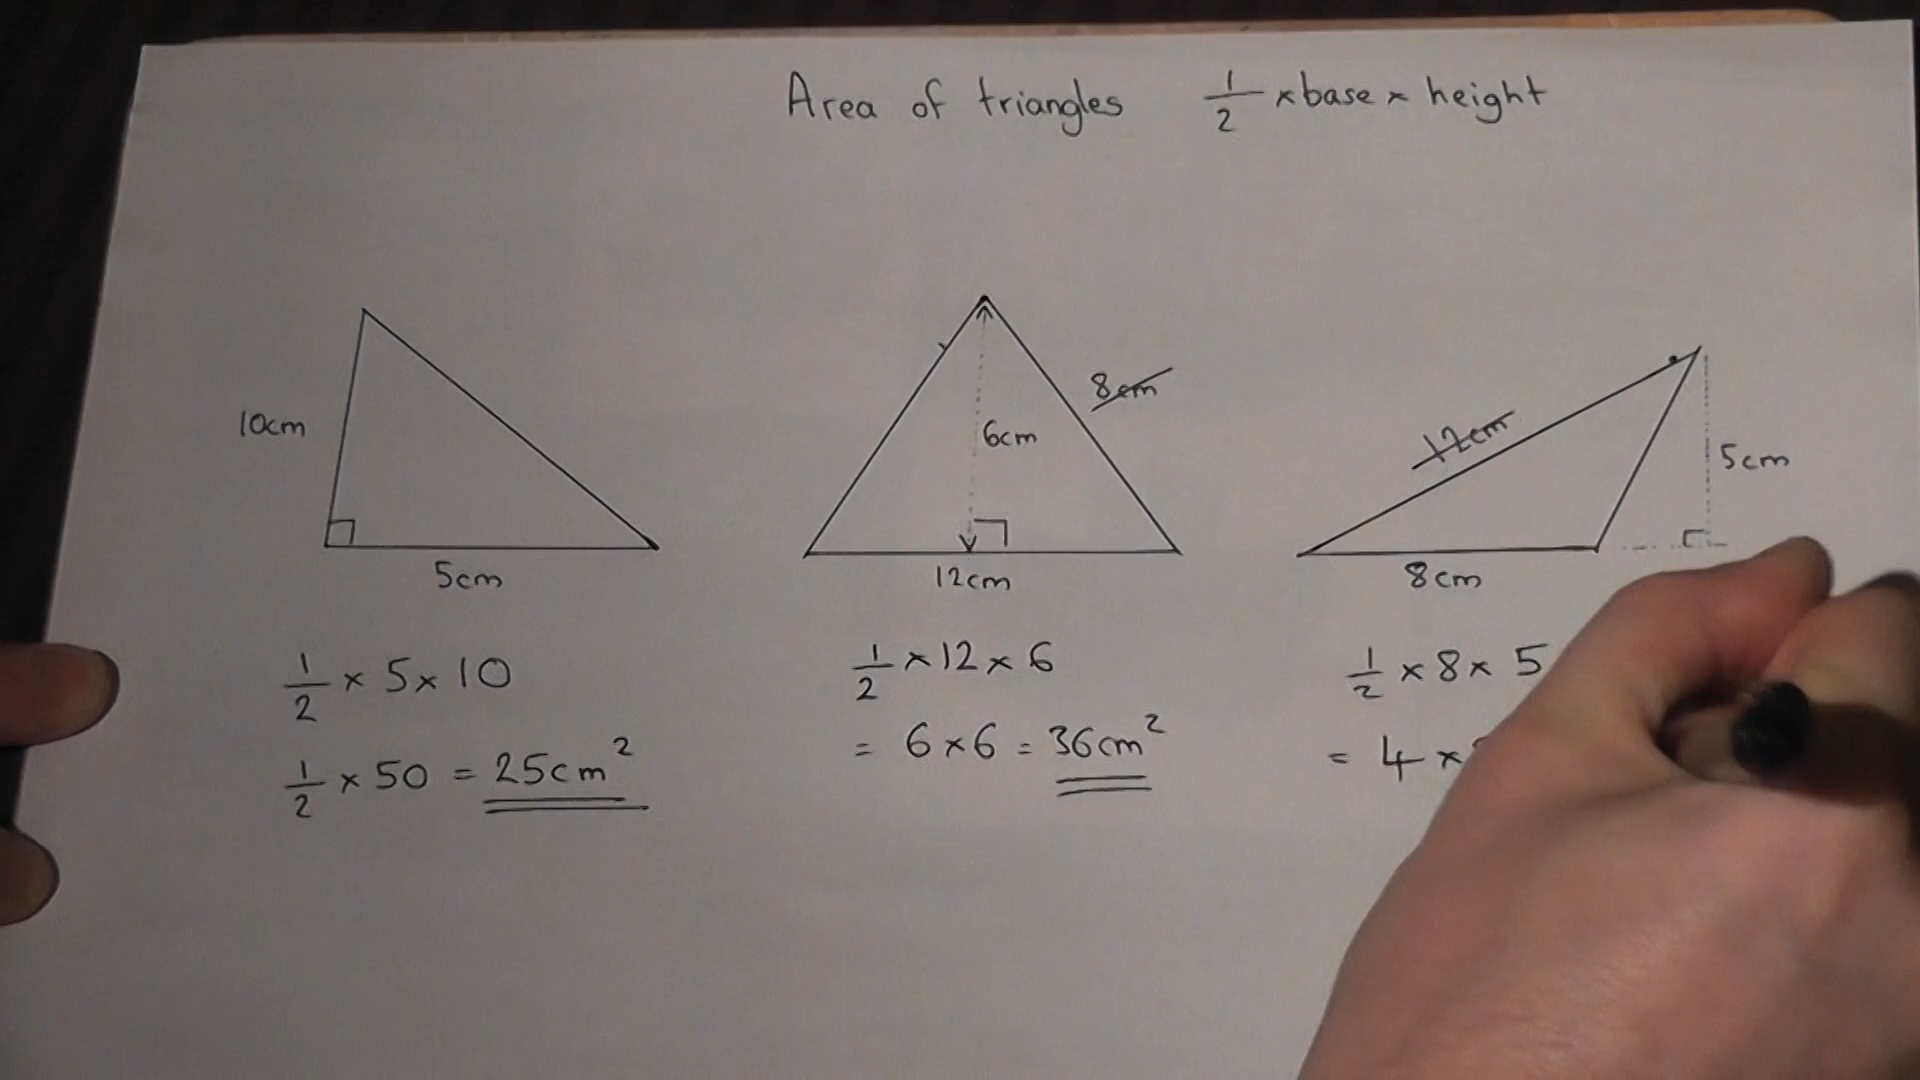 Area of triangles 1/2 × base × height
10cm
5cm
1/2 × 5 × 10
1/2 × 50 = 25cm²
8cm
6cm
12cm
1/2 × 12 × 6
= 6 × 6 = 36cm²
12cm
5cm
8cm
1/2 × 8 × 5
= 4 ×